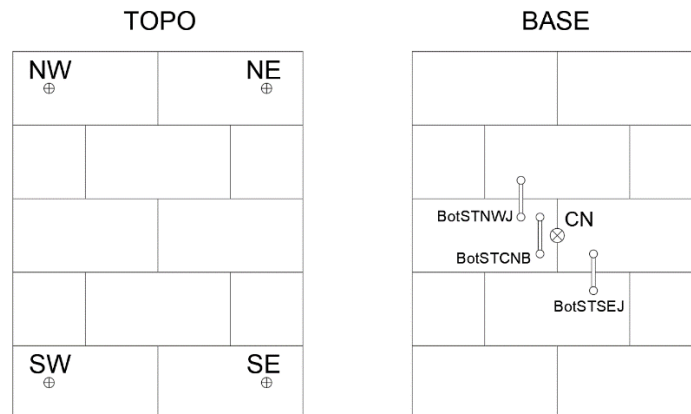 TOPO
BASE
NW
NE
BotSTNWJ
CN
BotSTCNB
BotSTSEJ
SW
SE